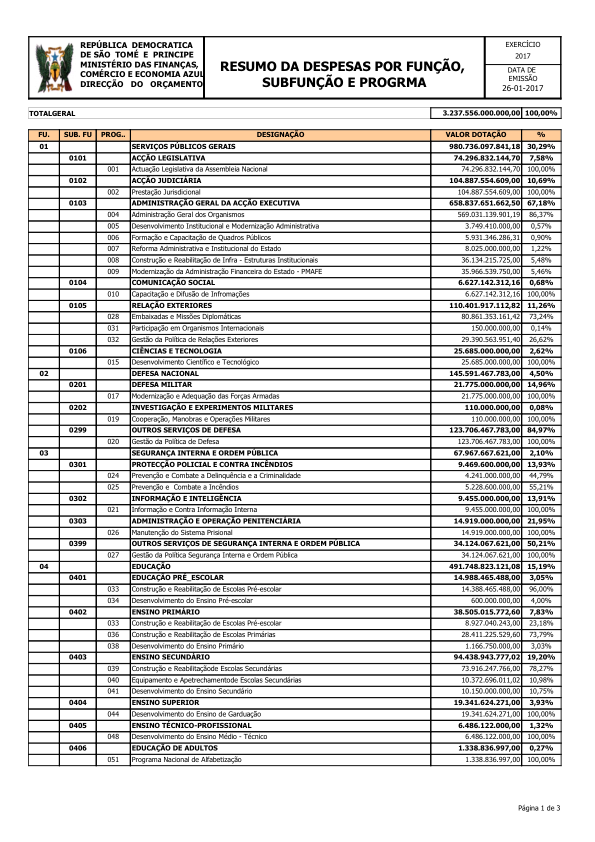 REPÚBLICA DEMOCRATICA
DE SÃO TOMÉ E PRINCIPE
MINISTÉRIO DAS FINANÇAS,
COMÉRCIO E ECONOMIA AZUL
DIRECÇÃO DO ORÇAMENTO
RESUMO DA DESPESAS POR FUNÇÃO,
SUBFUNÇÃO E PROGRMA
EXERCÍCIO
2017
DATA DE
EMISSÃO
26-01-2017
TOTALGERAL 3.237.556.000.000,00 100,00%
FU. SUB. FU PROG.. DESIGNAÇÃO VALOR DOTAÇÃO %
01 SERVIÇOS PÚBLICOS GERAIS 980.736.097.841,18 30,29%
0101 ACÇÃO LEGISLATIVA 74.296.832.144,70 7,58%
001 Actuação Legislativa da Assembleia Nacional 74.296.832.144,70 100,00%
0102 ACÇÃO JUDICIÁRIA 104.887.554.609,00 10,69%
002 Prestação Jurisdicional 104.887.554.609,00 100,00%
0103 ADMINISTRAÇÃO GERAL DA ACÇÃO EXECUTIVA 658.837.651.662,50 67,18%
004 Administração Geral dos Organismos 569.031.139.901,19 86,37%
005 Desenvolvimento Institucional e Modernização Administrativa 3.749.410.000,00 0,57%
006 Formação e Capacitação de Quadros Públicos 5.931.346.286,31 0,90%
007 Reforma Administrativa e Institucional do Estado 8.025.000.000,00 1,22%
008 Construção e Reabilitação de Infra - Estruturas Institucionais 36.134.215.725,00 5,48%
009 Modernização da Administração Financeira do Estado - PMAFE 35.966.539.750,00 5,46%
0104 COMUNICAÇÃO SOCIAL 6.627.142.312,16 0,68%
010 Capacitação e Difusão de Infromações 6.627.142.312,16 100,00%
0105 RELAÇÃO EXTERIORES 110.401.917.112,82 11,26%
028 Embaixadas e Missões Diplomáticas 80.861.353.161,42 73,24%
031 Participação em Organismos Internacionais 150.000.000,00 0,14%
032 Gestão da Política de Relações Exteriores 29.390.563.951,40 26,62%
0106 CIÊNCIAS E TECNOLOGIA 25.685.000.000,00 2,62%
015 Desenvolvimento Científico e Tecnológico 25.685.000.000,00 100,00%
02 DEFESA NACIONAL 145.591.467.783,00 4,50%
0201 DEFESA MILITAR 21.775.000.000,00 14,96%
017 Modernização e Adequação das Forças Armadas 21.775.000.000,00 100,00%
0202 INVESTIGAÇÃO E EXPERIMENTOS MILITARES 110.000.000,00 0,08%
019 Cooperação, Manobras e Operações Militares 110.000.000,00 100,00%
0299 OUTROS SERVIÇOS DE DEFESA 123.706.467.783,00 84,97%
020 Gestão da Política de Defesa 123.706.467.783,00 100,00%
03 SEGURANÇA INTERNA E ORDEM PÚBLICA 67.967.667.621,00 2,10%
0301 PROTECÇÃO POLICIAL E CONTRA INCÊNDIOS 9.469.600.000,00 13,93%
024 Prevenção e Combate a Delinquência e a Criminalidade 4.241.000.000,00 44,79%
025 Prevenção e Combate a Incêndios 5.228.600.000,00 55,21%
0302 INFORMAÇÃO E INTELIGÊNCIA 9.455.000.000,00 13,91%
021 Informação e Contra Informação Interna 9.455.000.000,00 100,00%
0303 ADMINISTRAÇÃO E OPERAÇÃO PENITENCIÁRIA 14.919.000.000,00 21,95%
026 Manutenção do Sistema Prisional 14.919.000.000,00 100,00%
0399 OUTROS SERVIÇOS DE SEGURANÇA INTERNA E ORDEM PÚBLICA 34.124.067.621,00 50,21%
027 Gestão da Política Segurança Interna e Ordem Pública 34.124.067.621,00 100,00%
04 EDUCAÇÃO 491.748.823.121,08 15,19%
0401 EDUCAÇÃO PRÉ_ESCOLAR 14.988.465.488,00 3,05%
033 Construção e Reabilitação de Escolas Pré-escolar 14.388.465.488,00 96,00%
034 Desenvolvimento do Ensino Pré-escolar 600.000.000,00 4,00%
0402 ENSINO PRIMÁRIO 38.505.015.772,60 7,83%
033 Construção e Reabilitação de Escolas Pré-escolar 8.927.040.243,00 23,18%
036 Construção e Reabilitação de Escolas Primárias 28.411.225.529,60 73,79%
038 Desenvolvimento do Ensino Primário 1.166.750.000,00 3,03%
0403 ENSINO SECUNDÁRIO 94.438.943.777,02 19,20%
039 Construção e Reabilitaçãode Escolas Secundárias 73.916.247.766,00 78,27%
040 Equipamento e Apetrechamentode Escolas Secundárias 10.372.696.011,02 10,98%
041 Desenvolvimento do Ensino Secundário 10.150.000.000,00 10,75%
0404 ENSINO SUPERIOR 19.341.624.271,00 3,93%
044 Desenvolvimento do Ensino de Garduação 19.341.624.271,00 100,00%
0405 ENSINO TÉCNICO-PROFISSIONAL 6.486.122.000,00 1,32%
048 Desenvolvimento do Ensino Médio - Técnico 6.486.122.000,00 100,00%
0406 EDUCAÇÃO DE ADULTOS 1.338.836.997,00 0,27%
051 Programa Nacional de Alfabetização 1.338.836.997,00 100,00%
Página 1 de 3